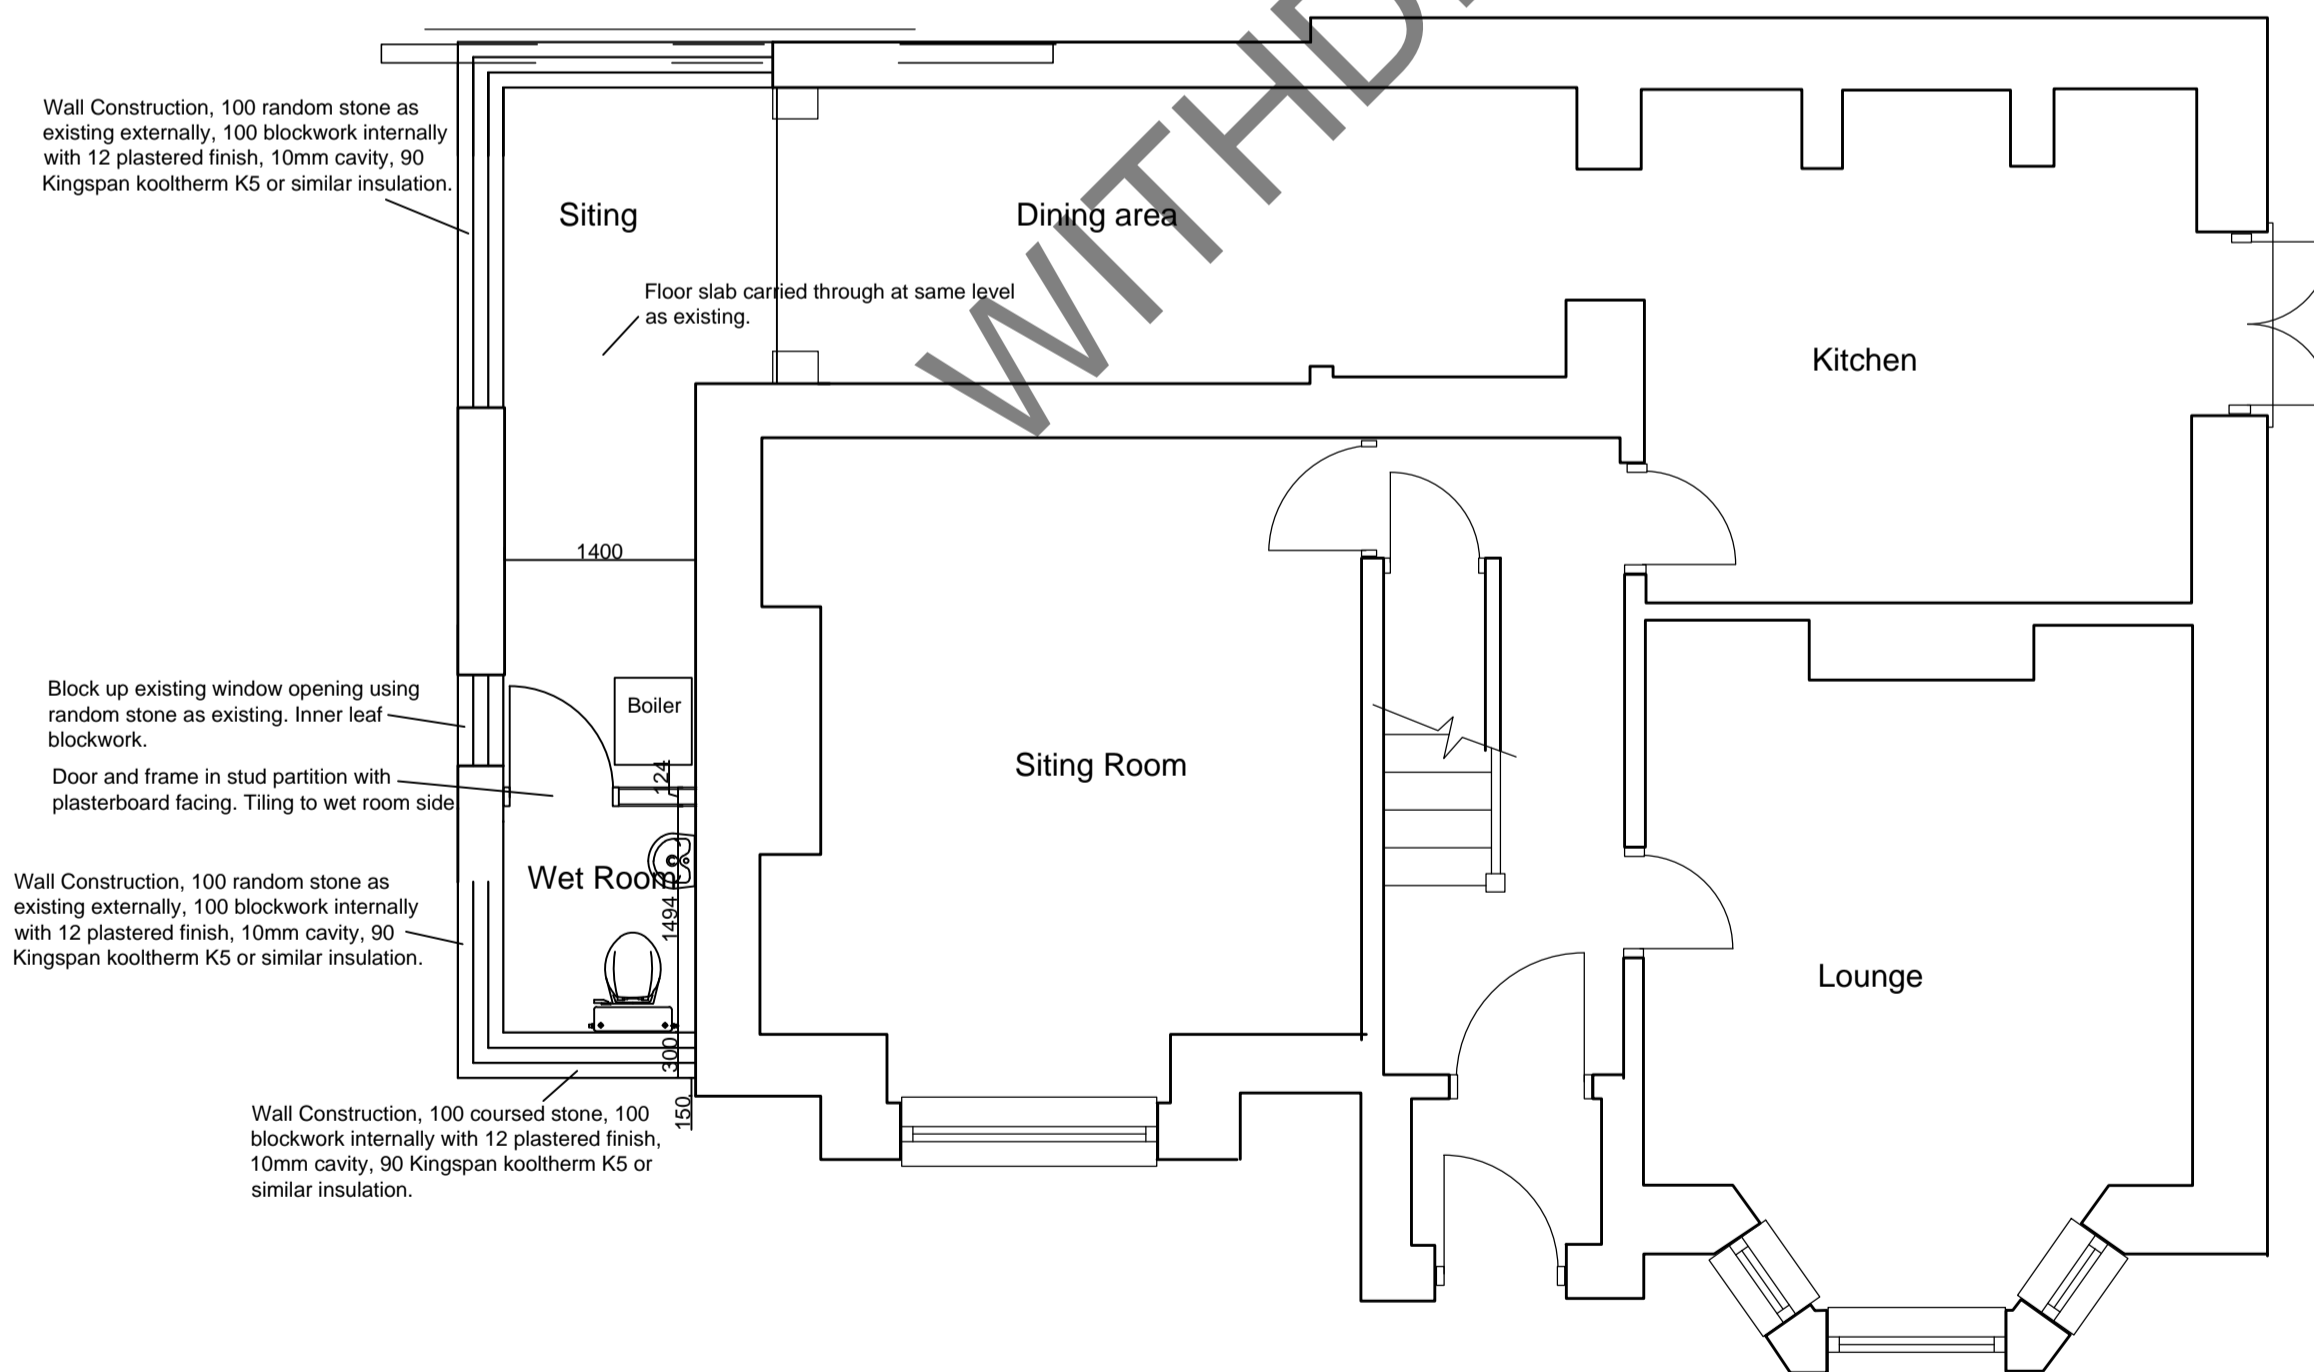 WITHD
Wall Construction, 100 random stone as
existing externally, 100 blockwork internally
with 12 plastered finish, 10mm cavity, 90
Kingspan kooltherm K5 or similar insulation.
Siting
Dining area
Floor slab carried through at same level
as existing.
Kitchen
1400
Block up existing window opening using
random stone as existing. Inner leaf
blockwork.
Boiler
Siting Room
Door and frame in stud partition with
plasterboard facing. Tiling to wet room side
124
Wet Room
1494
Wall Construction, 100 random stone as
existing externally, 100 blockwork internally
with 12 plastered finish, 10mm cavity, 90
Kingspan kooltherm K5 or similar insulation.
Lounge
300
150
Wall Construction, 100 coursed stone, 100
blockwork internally with 12 plastered finish,
10mm cavity, 90 Kingspan kooltherm K5 or
similar insulation.